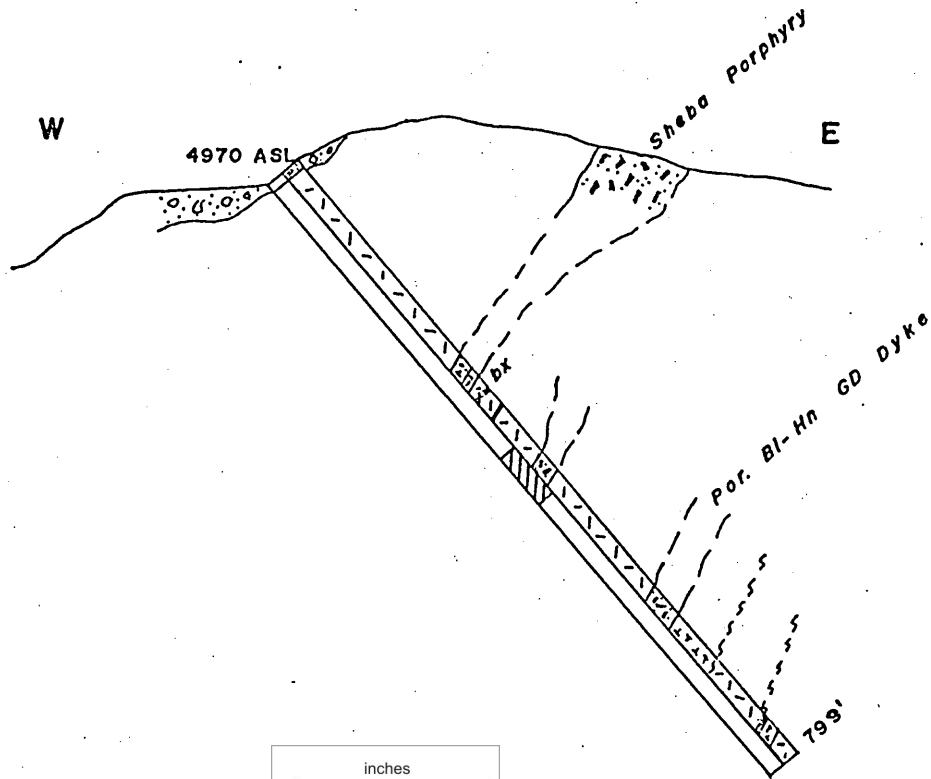 Sheba Porphyry
W
E
4970 ASL
bx
Por. Bl-Hn GD Dyke
799'
inches